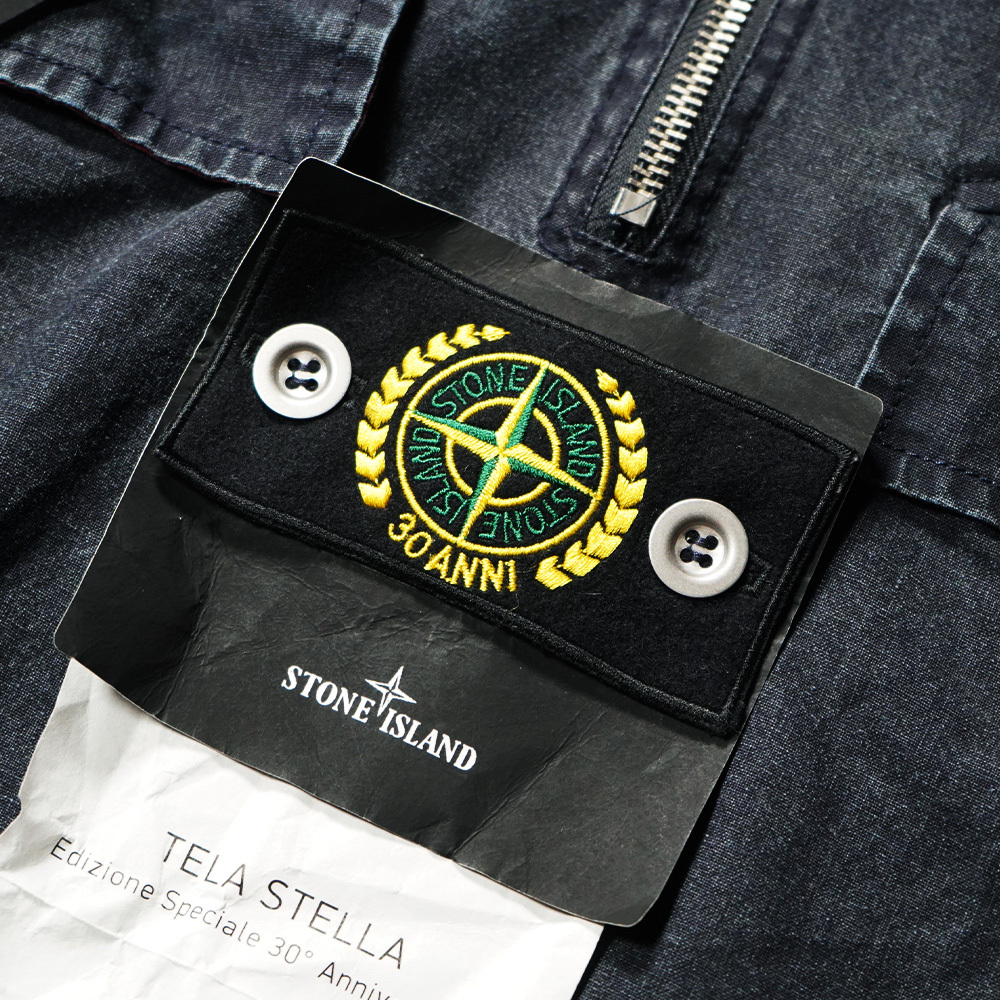 STONE ISLAND
STONE ISLAND
30 ANNI
STONE ISLAND
TELA STELLA
Edizione Speciale 30°